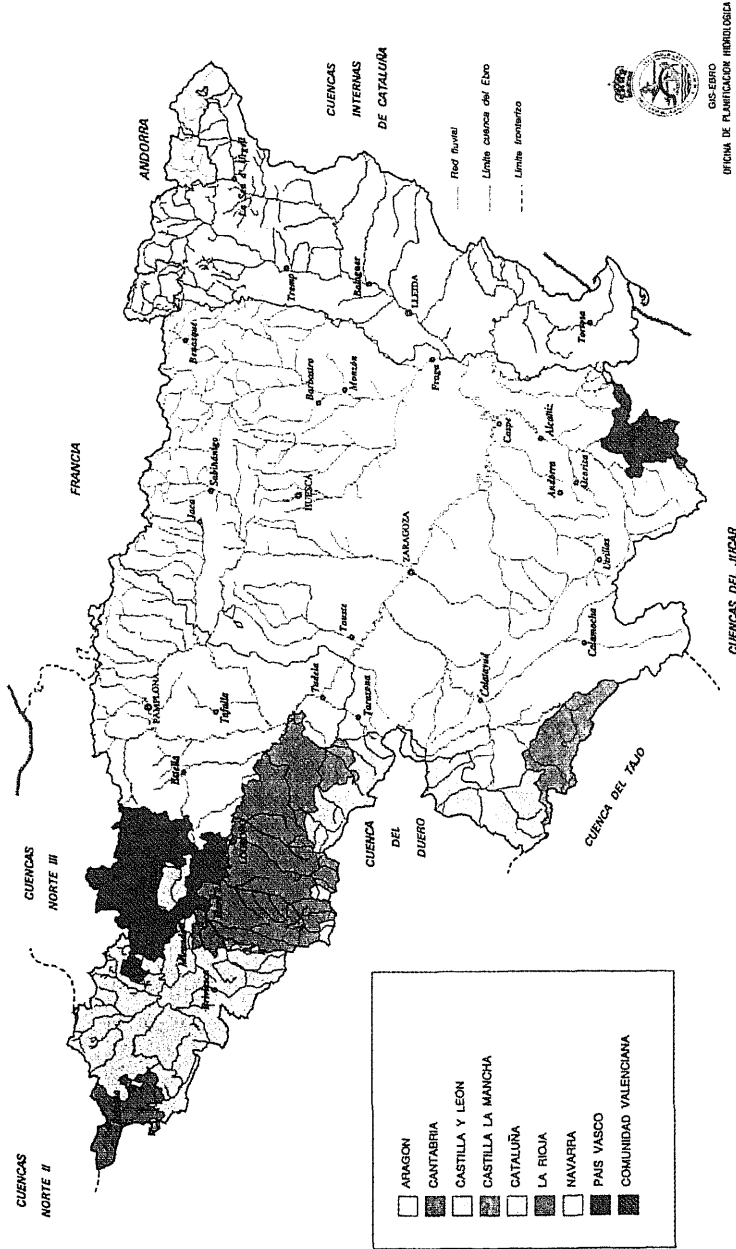 CUENCAS
NORTE II
CUENCAS
NORTE III
FRANCIA
ANDORRA
CUENCAS
INTERNAS
DE CATALUÑA
La Seu d'Urgell
Benasque
Sabiñánigo
Jaca
PAMPLONA
Tafalla
Estella
Tremp
Balaguer
LLEIDA
Barbastro
Monzón
HUESCA
Fraga
Tauste
Tudela
Tarazona
ZARAGOZA
Caspe
Alcañiz
Andorra
Alcorisa
Utrillas
Calatayud
Calamocha
Tortosa
CUENCA
DEL
DUERO
CUENCA DEL TAJO
CUENCAS DEL JUCAR
Red fluvial
Límite cuenca del Ebro
Límite fronterizo
ARAGON
CANTABRIA
CASTILLA Y LEON
CASTILLA LA MANCHA
CATALUÑA
LA RIOJA
NAVARRA
PAIS VASCO
COMUNIDAD VALENCIANA
GIS-EBRO
OFICINA DE PLANIFICACION HIDROLOGICA